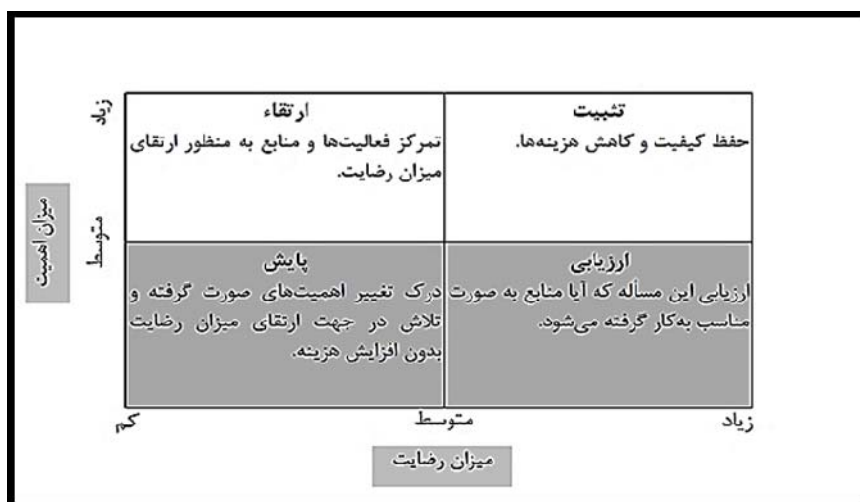 زیاد
ارتقاء
تمرکز فعالیت‌ها و منابع به منظور ارتقای
میزان رضایت.
تثبیت
حفظ کیفیت و کاهش هزینه‌ها.
میزان اهمیت
متوسط
پایش
درک تغییر اهمیت‌های صورت گرفته و
تلاش در جهت ارتقای میزان رضایت
بدون افزایش هزینه.
ارزیابی
ارزیابی این مسأله که آیا منابع به صورت
مناسب به‌کار گرفته می‌شود.
کم
متوسط
زیاد
میزان رضایت